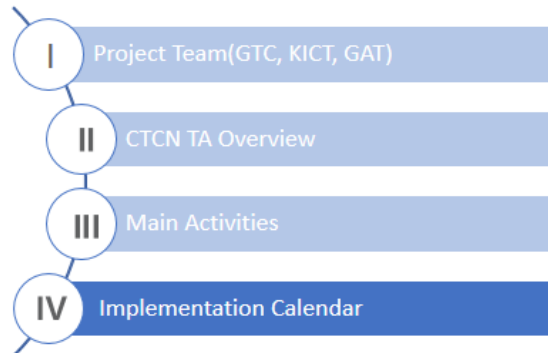 I
Project Team(GTC, KICT, GAT)
II
CTCN TA Overview
III
Main Activities
IV
Implementation Calendar